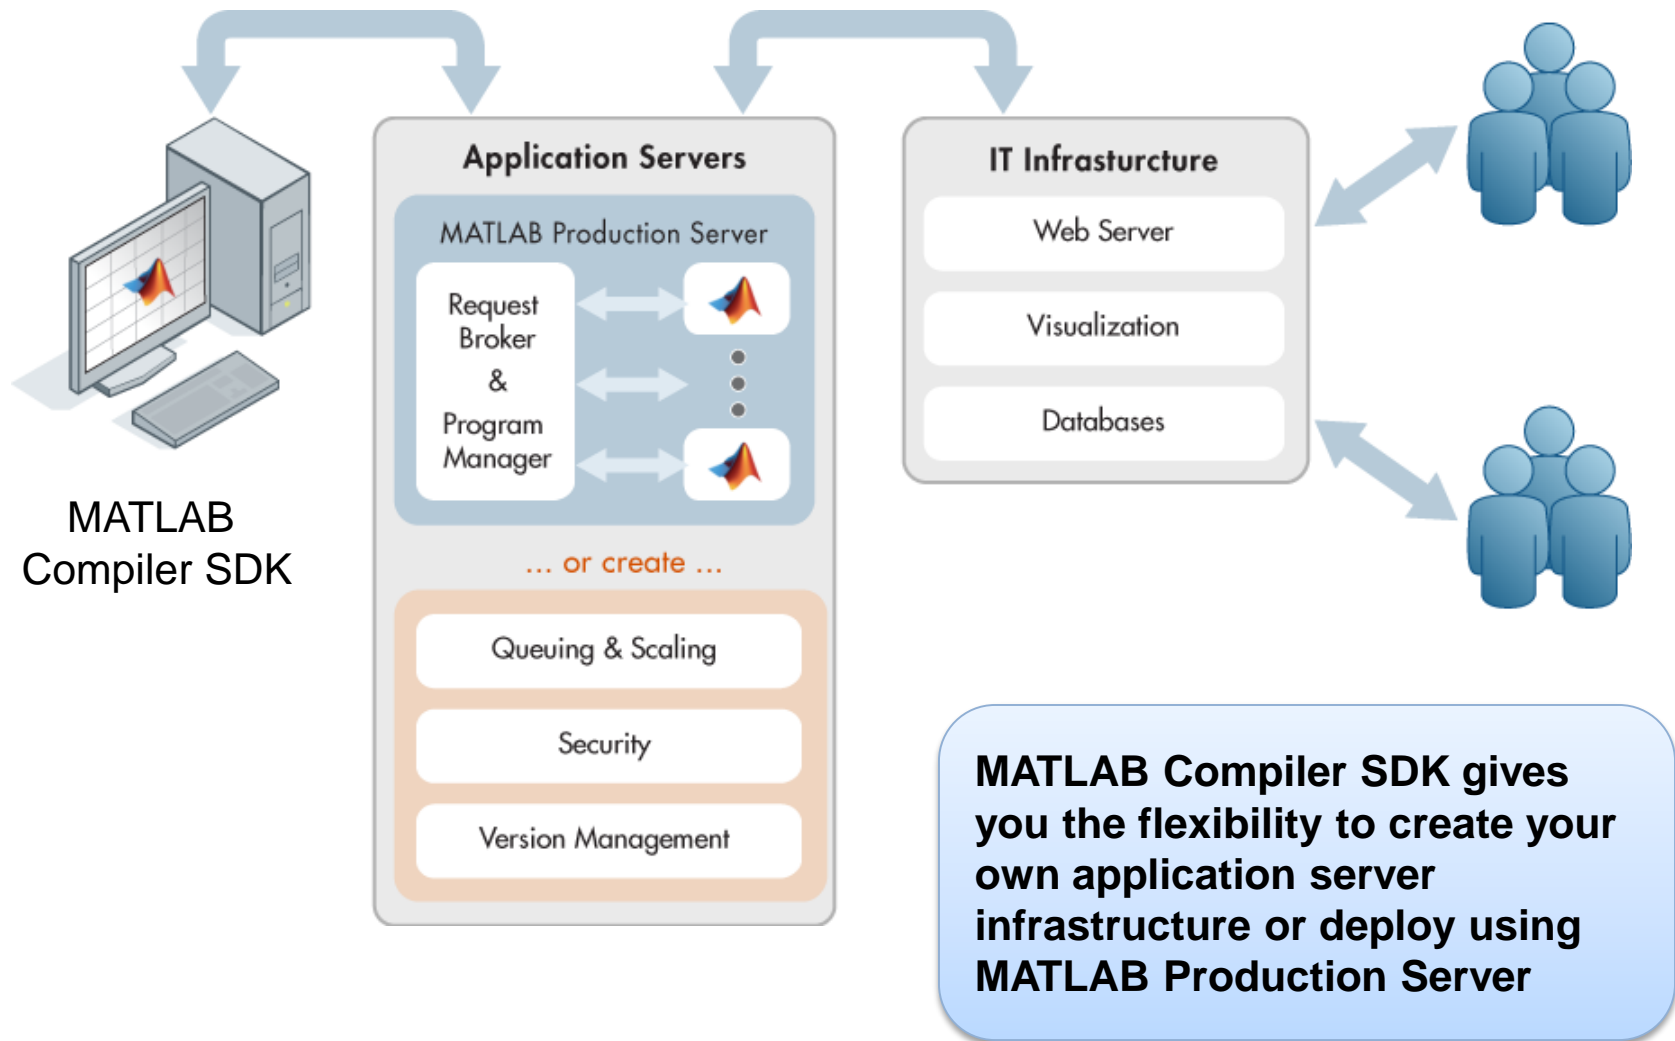 MATLAB
Compiler SDK
Application Servers
MATLAB Production Server
Request
Broker
&
Program
Manager
... or create ...
Queuing & Scaling
Security
Version Management
IT Infrasturcture
Web Server
Visualization
Databases
MATLAB Compiler SDK gives
you the flexibility to create your
own application server
infrastructure or deploy using
MATLAB Production Server